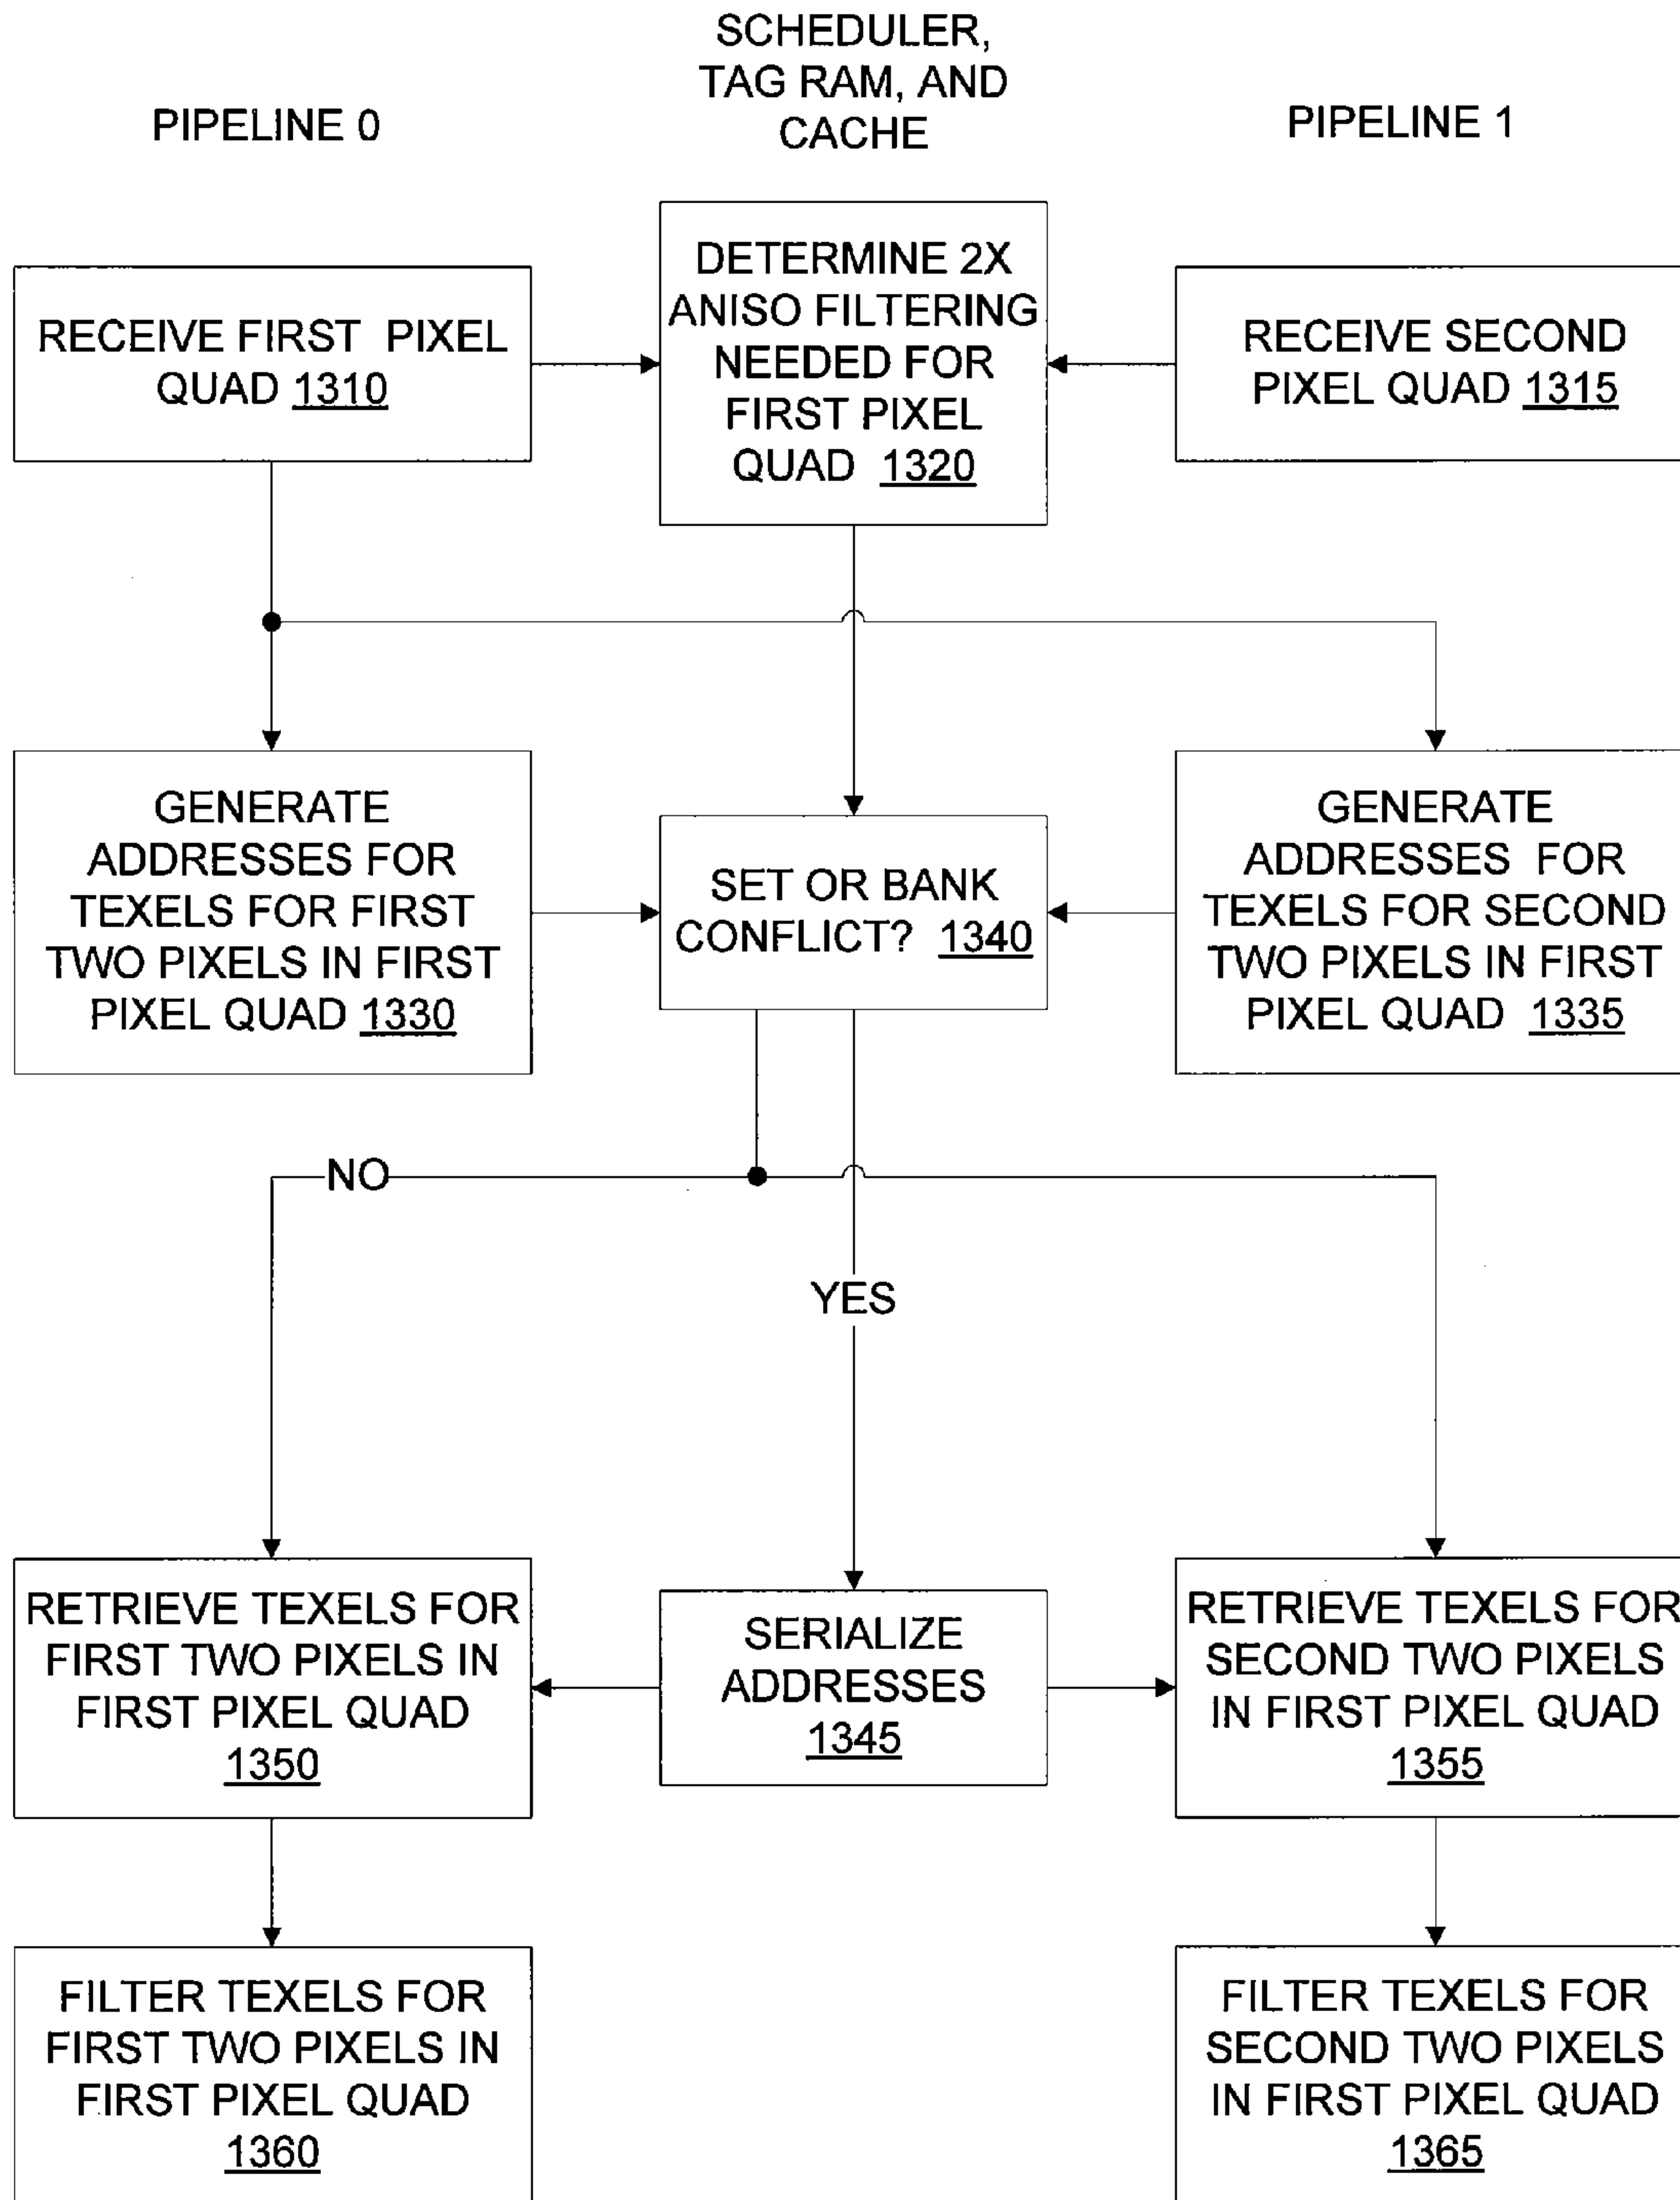 SCHEDULER,
TAG RAM, AND
CACHE
PIPELINE 0
PIPELINE 1
RECEIVE FIRST PIXEL
QUAD 1310
DETERMINE 2X
ANISO FILTERING
NEEDED FOR
FIRST PIXEL
QUAD 1320
RECEIVE SECOND
PIXEL QUAD 1315
GENERATE
ADDRESSES FOR
TEXELS FOR FIRST
TWO PIXELS IN FIRST
PIXEL QUAD 1330
SET OR BANK
CONFLICT? 1340
GENERATE
ADDRESSES FOR
TEXELS FOR SECOND
TWO PIXELS IN FIRST
PIXEL QUAD 1335
NO
YES
RETRIEVE TEXELS FOR
FIRST TWO PIXELS IN
FIRST PIXEL QUAD
1350
SERIALIZE
ADDRESSES
1345
RETRIEVE TEXELS FOR
SECOND TWO PIXELS
IN FIRST PIXEL QUAD
1355
FILTER TEXELS FOR
FIRST TWO PIXELS IN
FIRST PIXEL QUAD
1360
FILTER TEXELS FOR
SECOND TWO PIXELS
IN FIRST PIXEL QUAD
1365